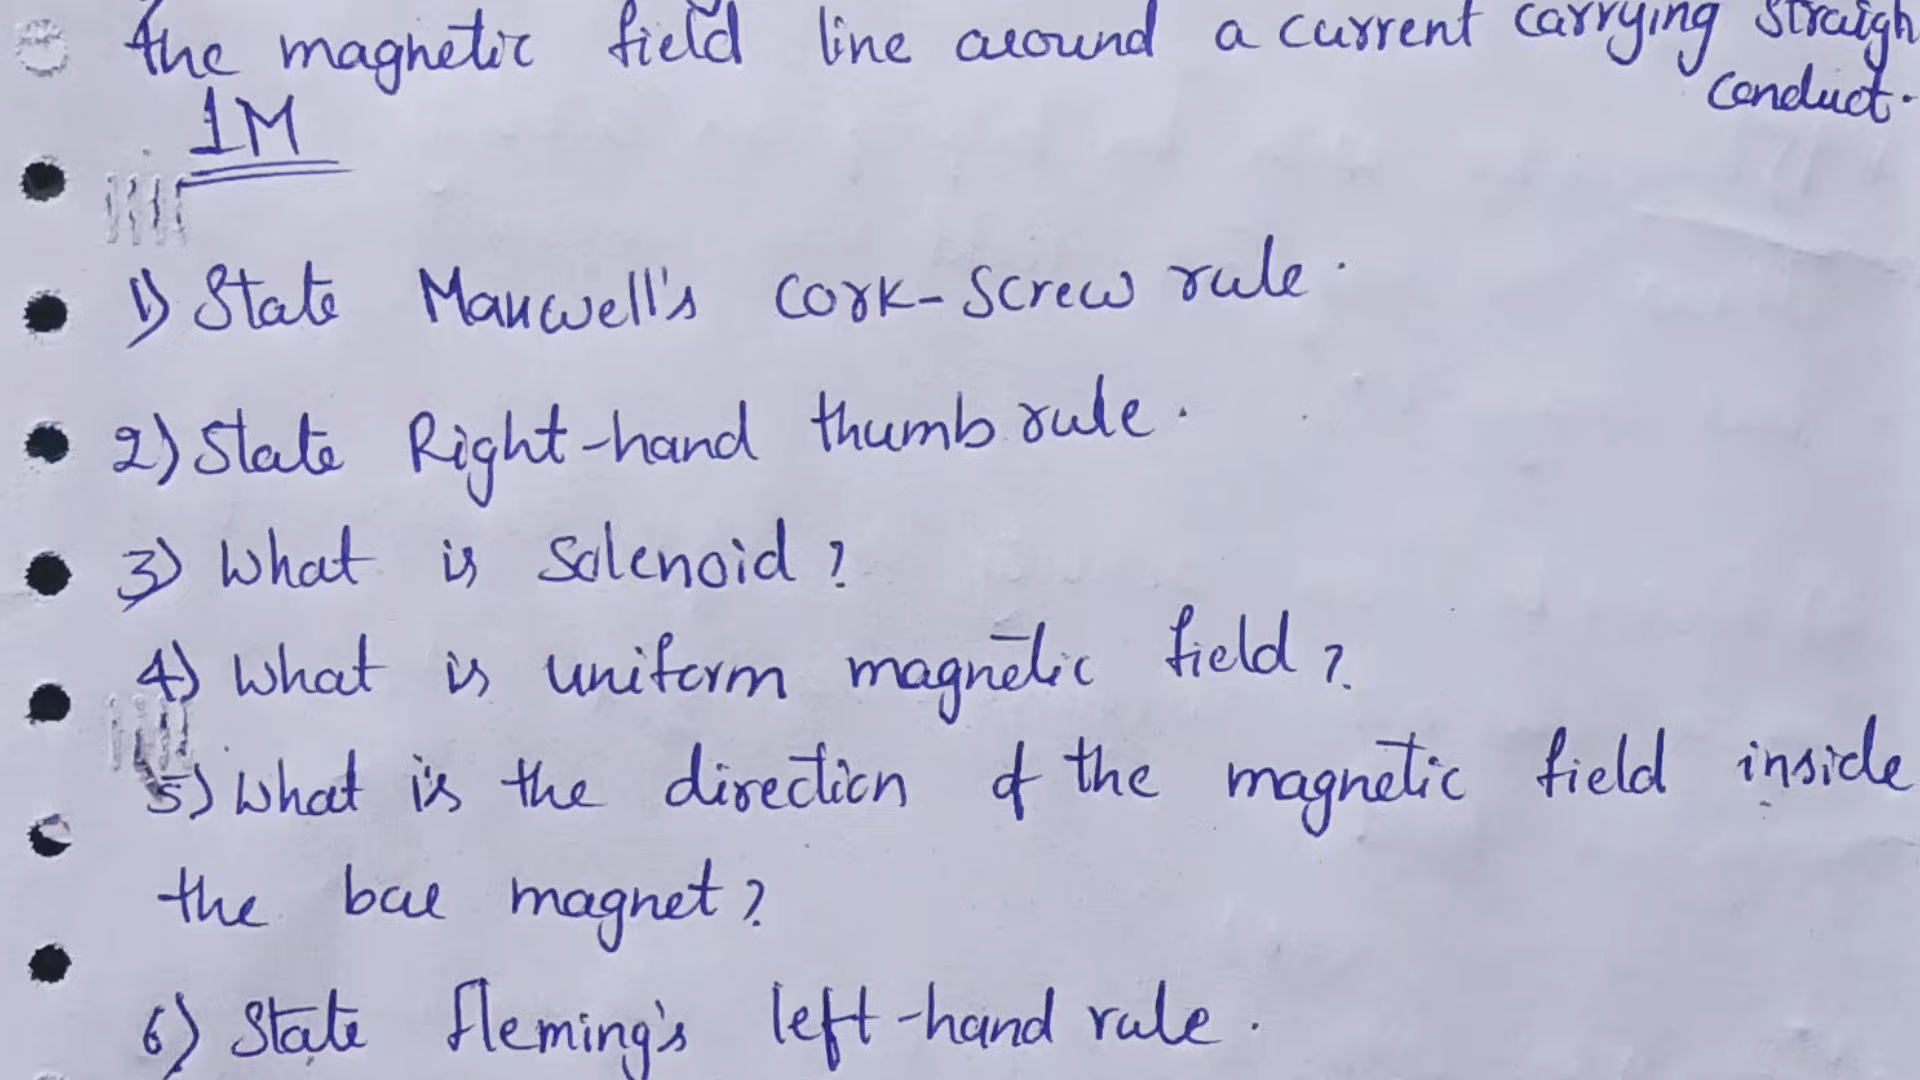 the magnetic field line around a current carrying straigh
conduct.
1M
1) State Maxwell's cork-screw rule.
2) State Right-hand thumb rule.
3) What is Solenoid?
4) What is uniform magnetic field?
5) What is the direction of the magnetic field inside
the bar magnet?
6) State fleming's left-hand rule.